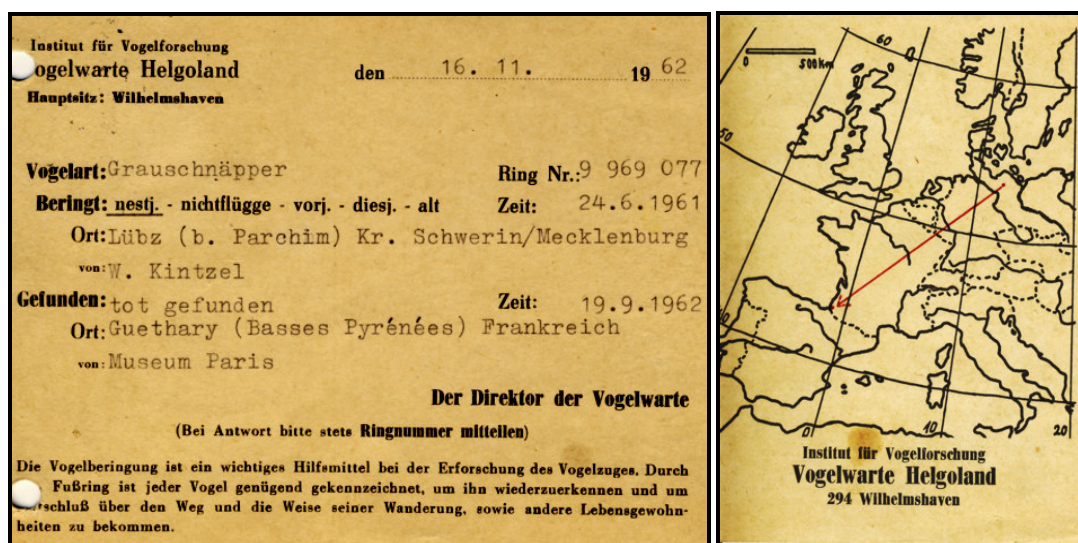 Institut für Vogelforschung
ogelwarte Helgoland
Hauptsitz: Wilhelmshaven
den 16. 11. 1962
Vogelart: Grauschnäpper Ring Nr.: 9 969 077
Beringt: nestj. - nichtflügge - vorj. - diesj. - alt Zeit: 24.6.1961
Ort: Lübz (b. Parchim) Kr. Schwerin/Mecklenburg
von: W. Kintzel
Gefunden: tot gefunden Zeit: 19.9.1962
Ort: Guethary (Basses Pyrénées) Frankreich
von: Museum Paris
Der Direktor der Vogelwarte
(Bei Antwort bitte stets Ringnummer mitteilen)
Die Vogelberingung ist ein wichtiges Hilfsmittel bei der Erforschung des Vogelzuges. Durch
Fußring ist jeder Vogel genügend gekennzeichnet, um ihn wiederzuerkennen und um
schluß über den Weg und die Weise seiner Wanderung, sowie andere Lebensgewohn-
heiten zu bekommen.
60
0 500 km
50
0
10
20
Institut für Vogelforschung
Vogelwarte Helgoland
294 Wilhelmshaven